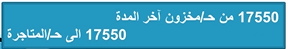 17550 من حـ/مخزون آخر المدة
17550 الى حـ/المتاجرة